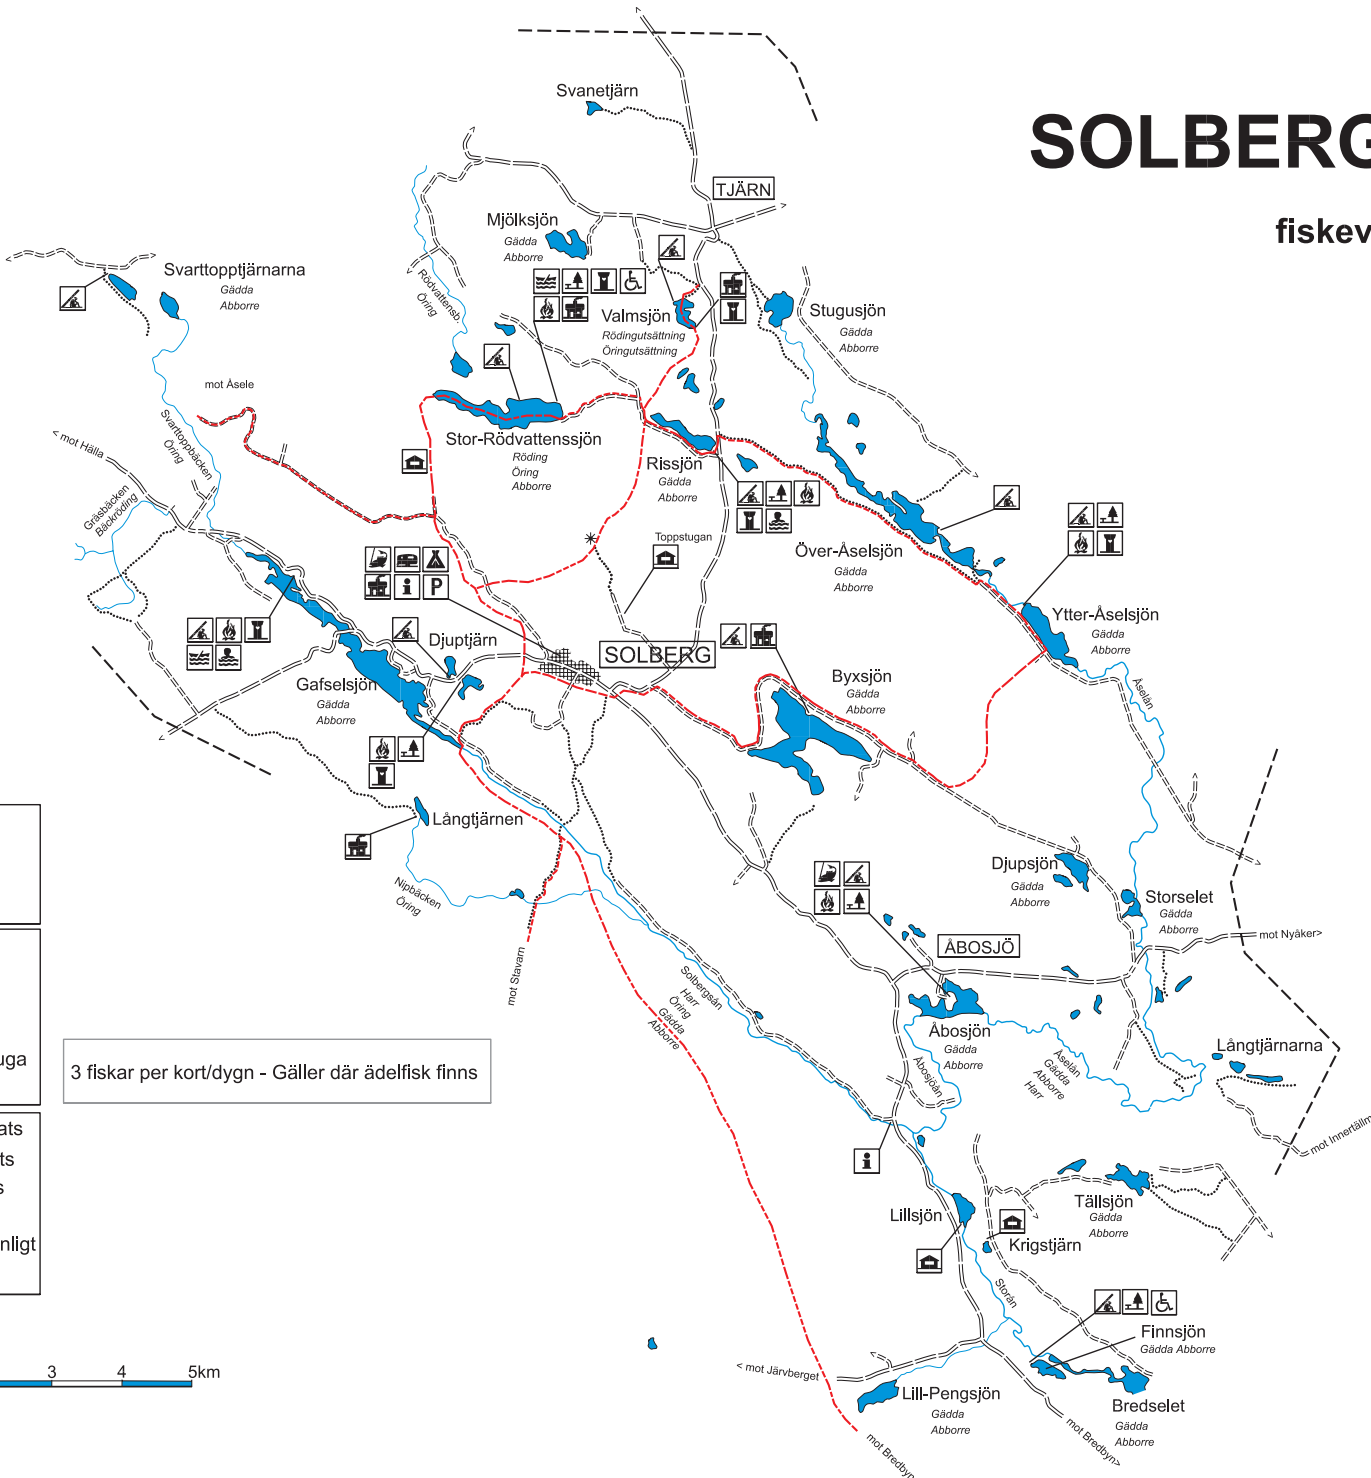 SOLBERG
fiskev
Svanetjärn
TJÄRN
Mjölksjön
Gädda
Abborre
Svarttopptjärnarna
Gädda
Abborre
Rödvattensb.
Öring
Valmsjön
Rödingutsättning
Öringutsättning
Stugusjön
Gädda
Abborre
mot Åsele
< mot Hälla
Svarttoppbäcken
Öring
Gräsbäcken
Bäckröding
Stor-Rödvattenssjön
Röding
Öring
Abborre
Rissjön
Gädda
Abborre
Toppstugan
Över-Åselsjön
Gädda
Abborre
Ytter-Åselsjön
Gädda
Abborre
Åselån
P
Djuptjärn
SOLBERG
Byxsjön
Gädda
Abborre
Gafselsjön
Gädda
Abborre
Långtjärnen
Nipbäcken
Öring
mot Stavarn
Djupsjön
Gädda
Abborre
Storselet
Gädda
Abborre
mot Nyåker>
ÅBOSJÖ
Solbergsån
Harr
Öring
Gädda
Abborre
Åbosjön
Gädda
Abborre
Åbosjöån
Åselån
Gädda
Abborre
Harr
Långtjärnarna
mot Innertällm
uga
3 fiskar per kort/dygn - Gäller där ädelfisk finns
ats
ts
s
nligt
Lillsjön
Krigstjärn
Tällsjön
Gädda
Abborre
Storån
Finnsjön
Gädda Abborre
3 4 5km
< mot Järvberget
Lill-Pengsjön
Gädda
Abborre
Bredselet
Gädda
Abborre
mot Bredbyn
mot Bredbyn>